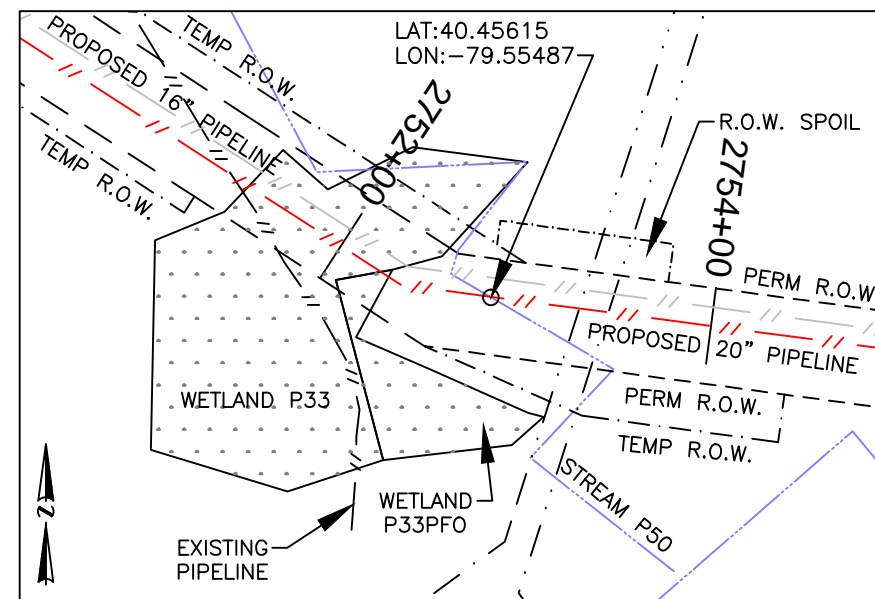 LAT:40.45615
LON:-79.55487
TEMP R.O.W.
PROPOSED 16" PIPELINE
2752+00
R.O.W. SPOIL
2754+00
TEMP R.O.W.
PERM R.O.W
PROPOSED 20" PIPELINE
WETLAND P33
PERM R.O.W.
TEMP R.O.W.
STREAM P50
WETLAND
P33PFO
EXISTING
PIPELINE
N